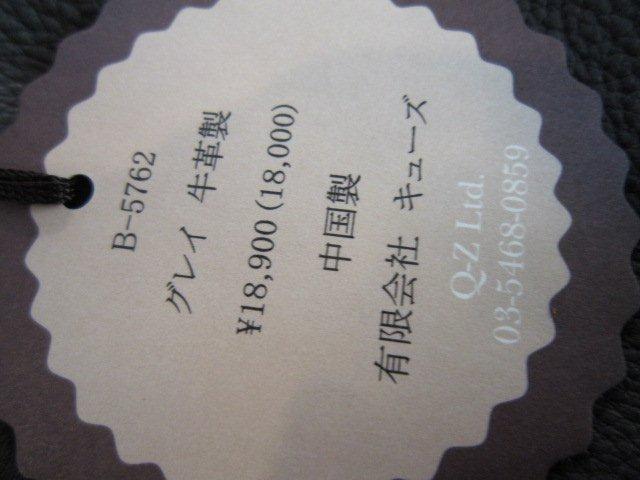 B-5762
グレイ 牛革製
¥18,900(18,000)
中国製
有限会社 キューズ
Q-Z Ltd.
03-5468-0859